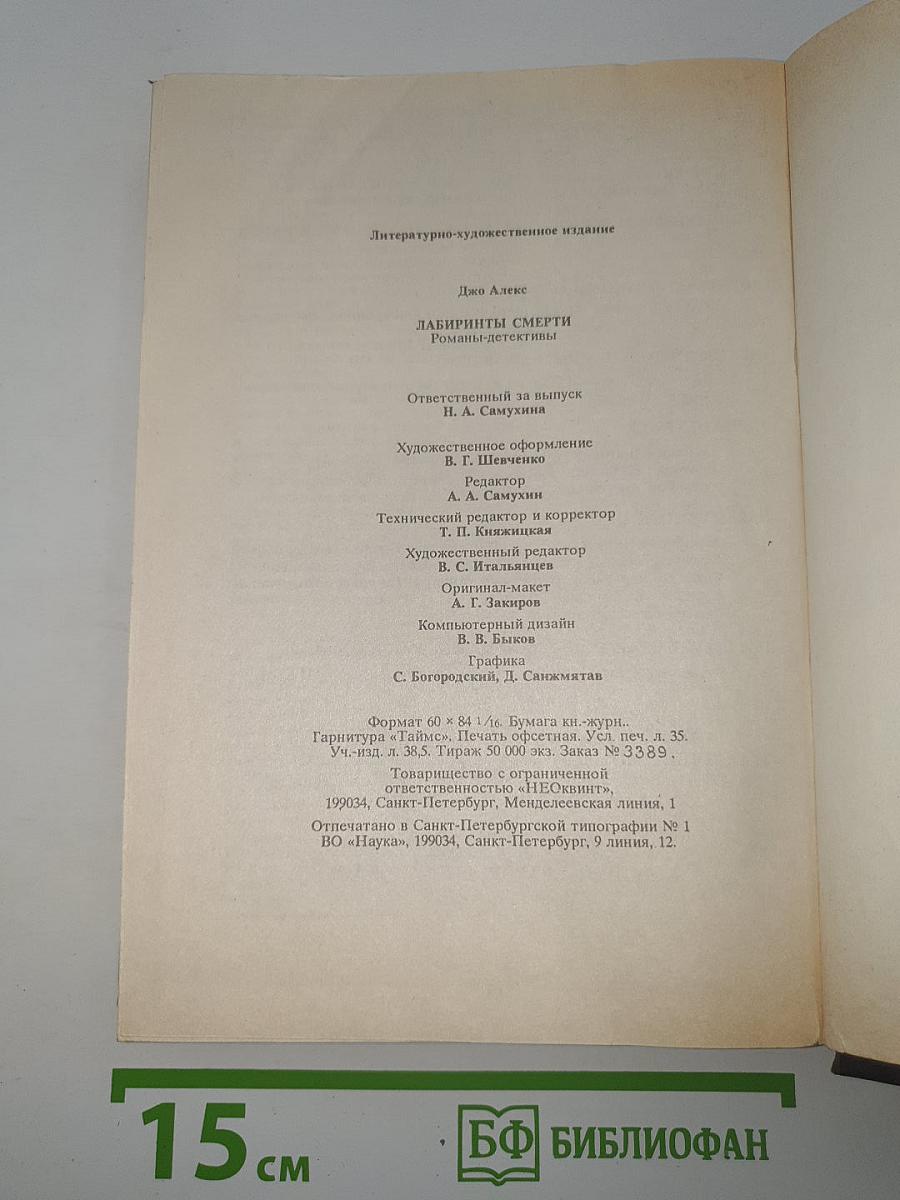 Литературно-художественное издание
Джо Алекс
ЛАБИРИНТЫ СМЕРТИ
Романы-детективы
Ответственный за выпуск
Н. А. Самухина
Художественное оформление
В. Г. Шевченко
Редактор
А. А. Самухин
Технический редактор и корректор
Т. П. Княжицкая
Художественный редактор
В. С. Итальянцев
Оригинал-макет
А. Г. Закиров
Компьютерный дизайн
В. В. Быков
Графика
С. Богородский, Д. Санжмятав
Формат 60 × 84 1/16. Бумага кн.-журн..
Гарнитура «Таймс». Печать офсетная. Усл. печ. л. 35.
Уч.-изд. л. 38,5. Тираж 50 000 экз. Заказ № 3389.
Товарищество с ограниченной
ответственностью «НЕОквинт»,
199034, Санкт-Петербург, Менделеевская линия, 1
Отпечатано в Санкт-Петербургской типографии № 1
ВО «Наука», 199034, Санкт-Петербург, 9 линия, 12.
15 см
БФ БИБЛИОФАН